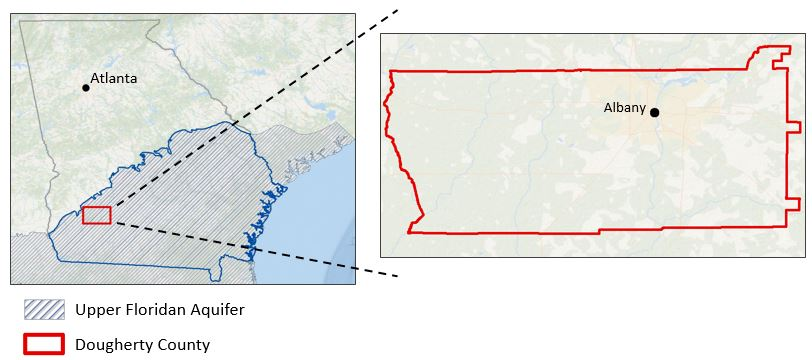 Atlanta
Albany
Upper Floridan Aquifer
Dougherty County